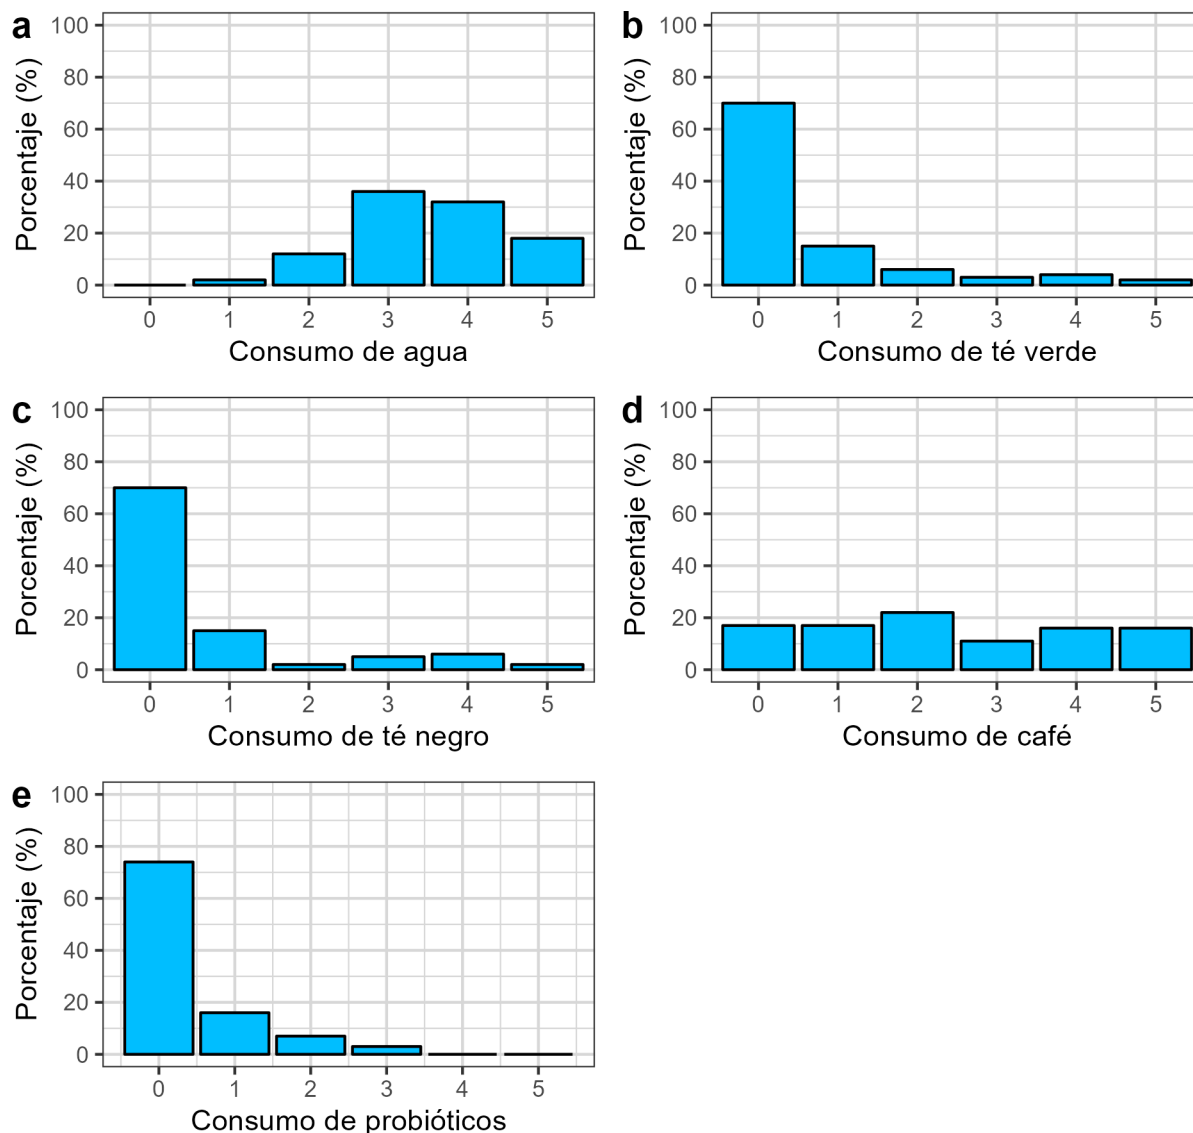 a
Porcentaje (%)
100
80
60
40
20
0
0 1 2 3 4 5
Consumo de agua
b
Porcentaje (%)
100
80
60
40
20
0
0 1 2 3 4 5
Consumo de té verde
c
Porcentaje (%)
100
80
60
40
20
0
0 1 2 3 4 5
Consumo de té negro
d
Porcentaje (%)
100
80
60
40
20
0
0 1 2 3 4 5
Consumo de café
e
Porcentaje (%)
100
80
60
40
20
0
0 1 2 3 4 5
Consumo de probióticos